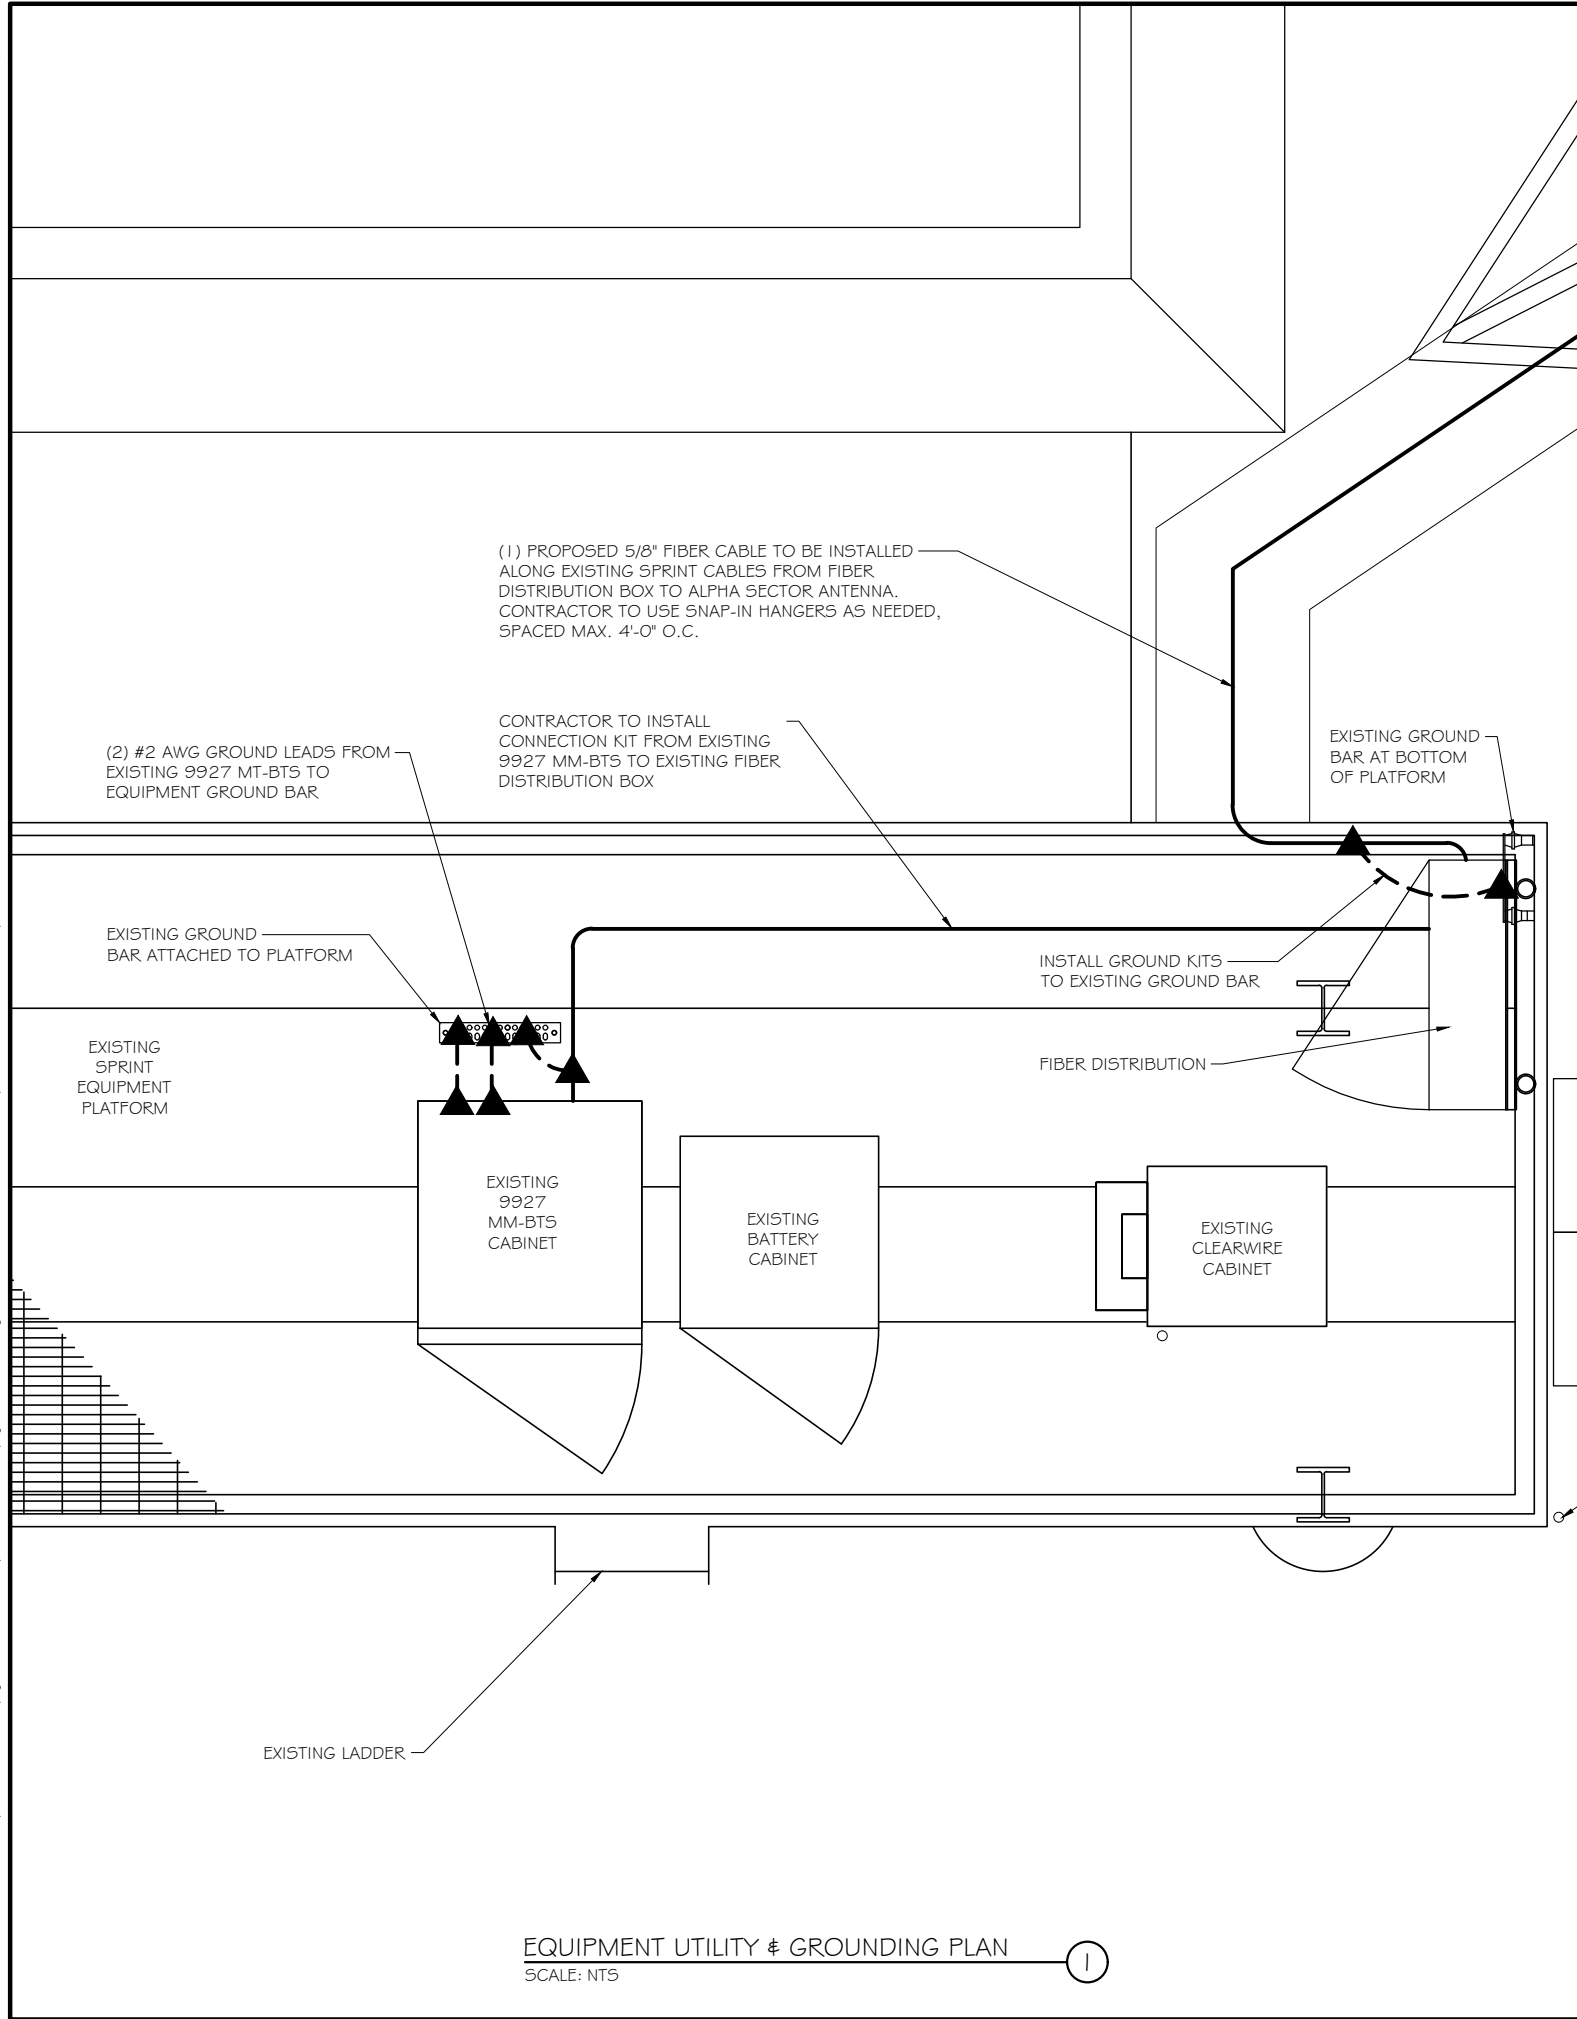 (1) PROPOSED 5/8" FIBER CABLE TO BE INSTALLED
ALONG EXISTING SPRINT CABLES FROM FIBER
DISTRIBUTION BOX TO ALPHA SECTOR ANTENNA.
CONTRACTOR TO USE SNAP-IN HANGERS AS NEEDED,
SPACED MAX. 4'-0" O.C.
(2) #2 AWG GROUND LEADS FROM
EXISTING 9927 MT-BTS TO
EQUIPMENT GROUND BAR
CONTRACTOR TO INSTALL
CONNECTION KIT FROM EXISTING
9927 MM-BTS TO EXISTING FIBER
DISTRIBUTION BOX
EXISTING GROUND
BAR AT BOTTOM
OF PLATFORM
EXISTING GROUND
BAR ATTACHED TO PLATFORM
INSTALL GROUND KITS
TO EXISTING GROUND BAR
EXISTING
SPRINT
EQUIPMENT
PLATFORM
FIBER DISTRIBUTION
EXISTING
9927
MM-BTS
CABINET
EXISTING
BATTERY
CABINET
EXISTING
CLEARWIRE
CABINET
EXISTING LADDER
EQUIPMENT UTILITY & GROUNDING PLAN
SCALE: NTS
1